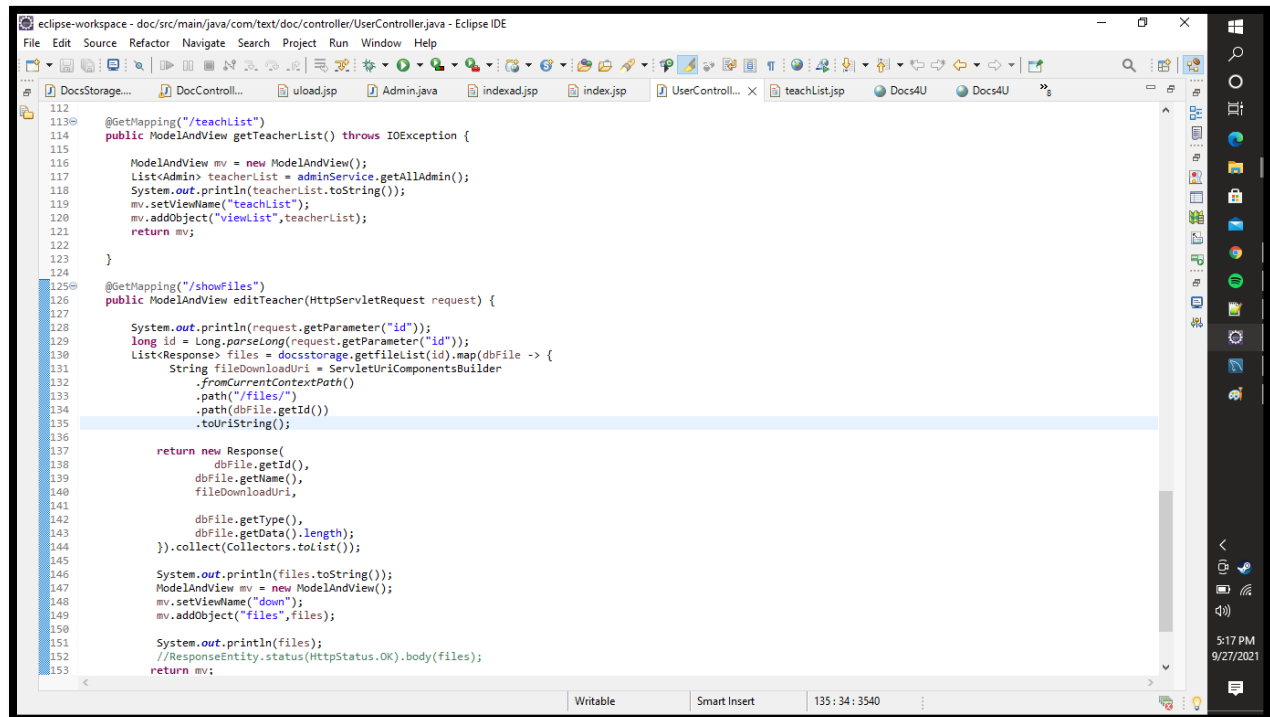 eclipse-workspace - doc/src/main/java/com/text/doc/controller/UserController.java - Eclipse IDE
File Edit Source Refactor Navigate Search Project Run Window Help
DocsStorage.... DocControll... uload.jsp Admin.java indexad.jsp index.jsp UserControll... teachList.jsp Docs4U Docs4U »8
112
113 @GetMapping("/teachList")
114 public ModelAndView getTeacherList() throws IOException {
115
116 ModelAndView mv = new ModelAndView();
117 List<Admin> teacherList = adminService.getAllAdmin();
118 System.out.println(teacherList.toString());
119 mv.setViewName("teachList");
120 mv.addObject("viewList",teacherList);
121 return mv;
122
123 }
124
125 @GetMapping("/showFiles")
126 public ModelAndView editTeacher(HttpServletRequest request) {
127
128 System.out.println(request.getParameter("id"));
129 long id = Long.parseLong(request.getParameter("id"));
130 List<Response> files = docsstorage.getfileList(id).map(dbFile -> {
131 String fileDownloadUri = ServletUriComponentsBuilder
132 .fromCurrentContextPath()
133 .path("/files/")
134 .path(dbFile.getId())
135 .toUriString();
136
137 return new Response(
138 dbFile.getId(),
139 dbFile.getName(),
140 fileDownloadUri,
141
142 dbFile.getType(),
143 dbFile.getData().length);
144 }).collect(Collectors.toList());
145
146 System.out.println(files.toString());
147 ModelAndView mv = new ModelAndView();
148 mv.setViewName("down");
149 mv.addObject("files",files);
150
151 System.out.println(files);
152 //ResponseEntity.status(HttpStatus.OK).body(files);
153 return mv;
Writable Smart Insert 135 : 34 : 3540
5:17 PM
9/27/2021